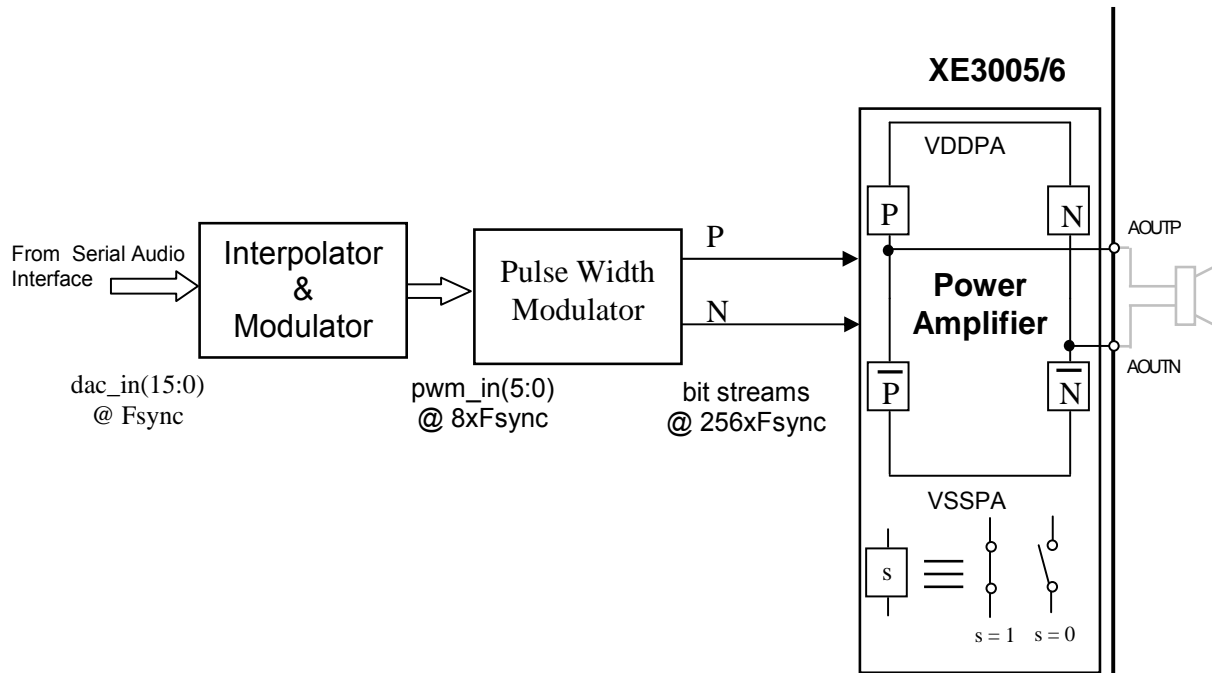 XE3005/6
VDDPA
P
N
AOUTP
From Serial Audio
Interface
Interpolator
&
Modulator
Pulse Width
Modulator
P
N
Power
Amplifier
AOUTN
P̅
N̅
dac_in(15:0)
@ Fsync
pwm_in(5:0)
@ 8xFsync
bit streams
@ 256xFsync
VSSPA
s
s = 1
s = 0